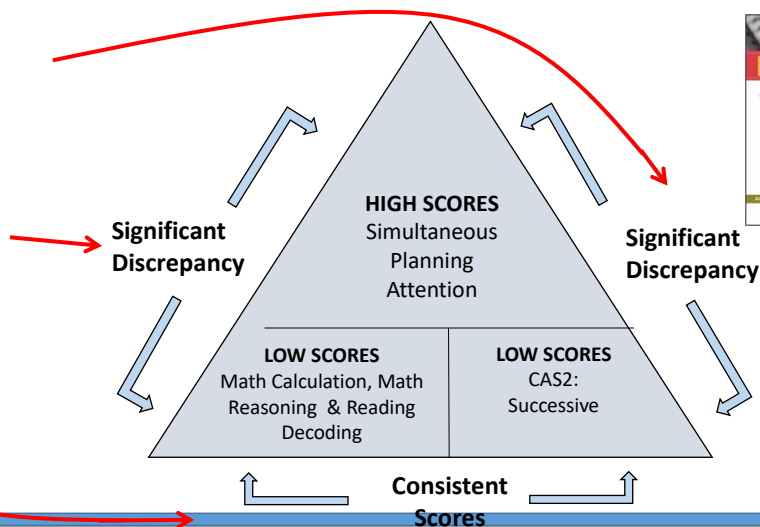 HIGH SCORES
Simultaneous
Planning
Attention
Significant
Discrepancy
Significant
Discrepancy
LOW SCORES
Math Calculation, Math
Reasoning & Reading
Decoding
LOW SCORES
CAS2:
Successive
Consistent
Scores